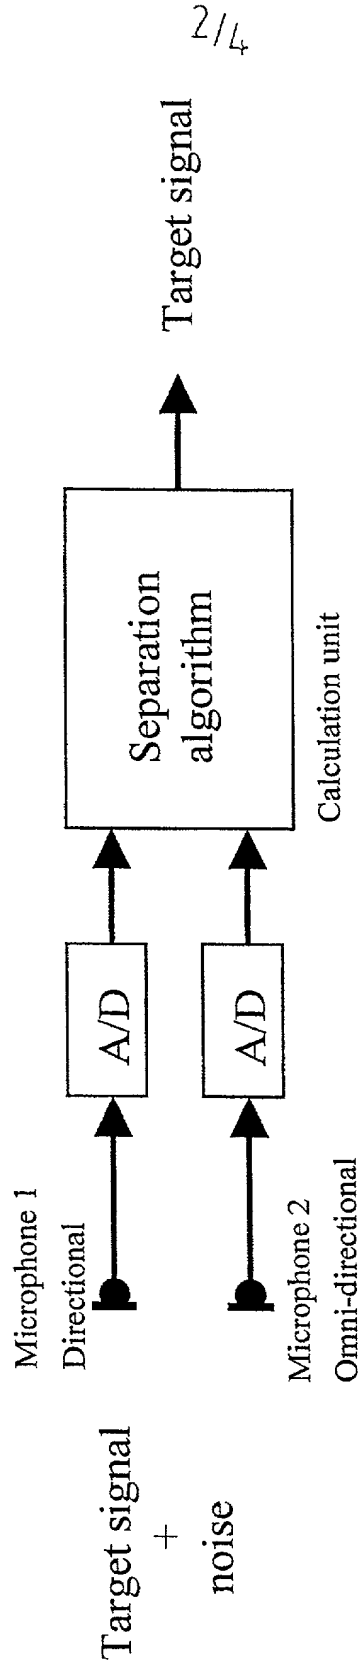 2/4
Target signal
+
noise
Microphone 1
Directional
Microphone 2
Omni-directional
A/D
A/D
Separation
algorithm
Calculation unit
Target signal